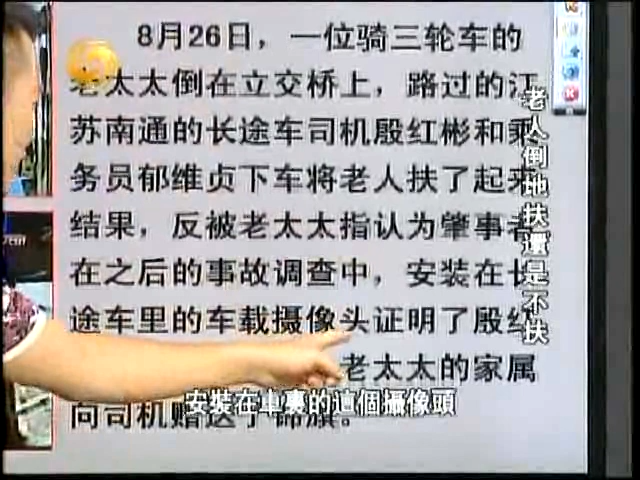 8月26日，一位骑三轮车的
老太太倒在立交桥上，路过的江
苏南通的长途车司机殷红彬和乘
务员郁维贞下车将老人扶了起来
结果，反被老太太指认为肇事者
在之后的事故调查中，安装在长
途车里的车载摄像头证明了殷红
老太太的家属
向司机赠送了锦旗。
老人倒地扶還是不扶
安裝在車裏的這個攝像頭